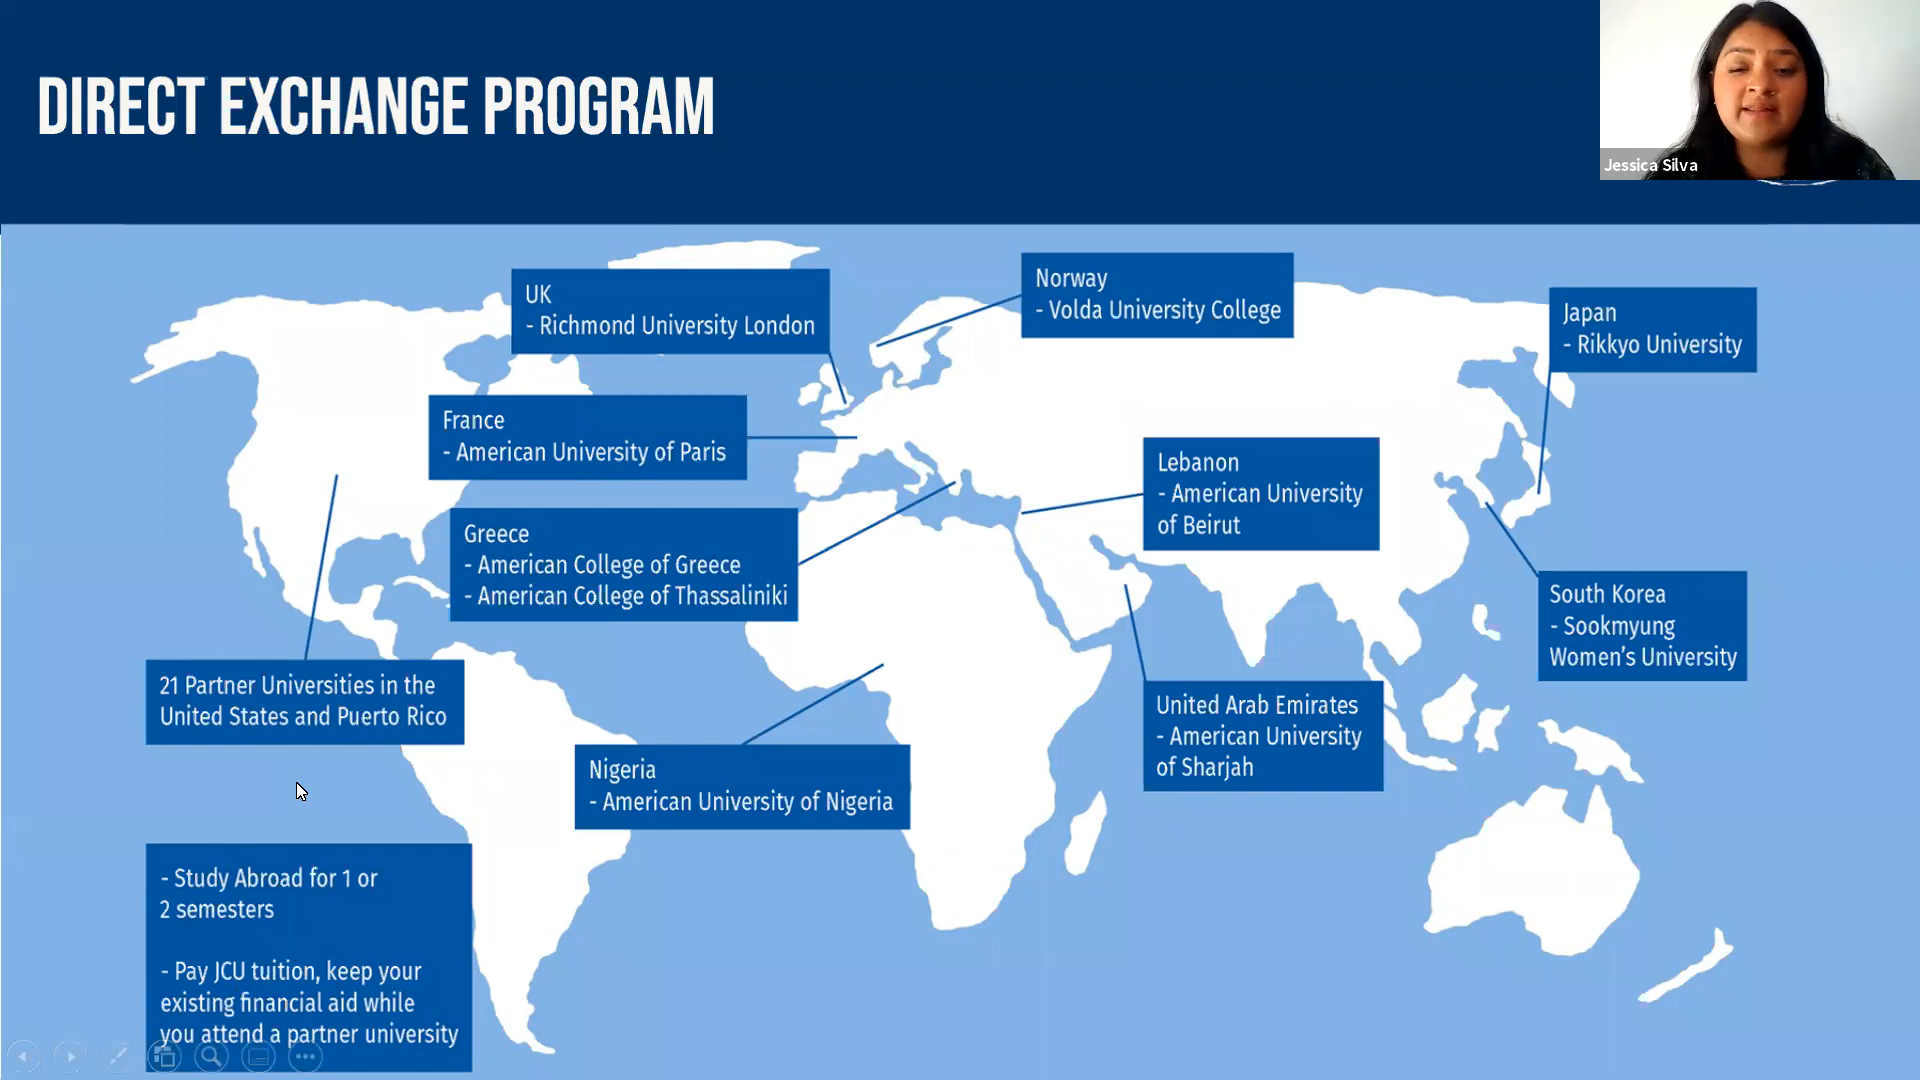 DIRECT EXCHANGE PROGRAM
Jessica Silva
UK
- Richmond University London
Norway
- Volda University College
Japan
- Rikkyo University
France
- American University of Paris
Lebanon
- American University
of Beirut
Greece
- American College of Greece
- American College of Thassaliniki
South Korea
- Sookmyung
Women's University
21 Partner Universities in the
United States and Puerto Rico
United Arab Emirates
- American University
of Sharjah
Nigeria
- American University of Nigeria
- Study Abroad for 1 or
2 semesters
- Pay JCU tuition, keep your
existing financial aid while
you attend a partner university